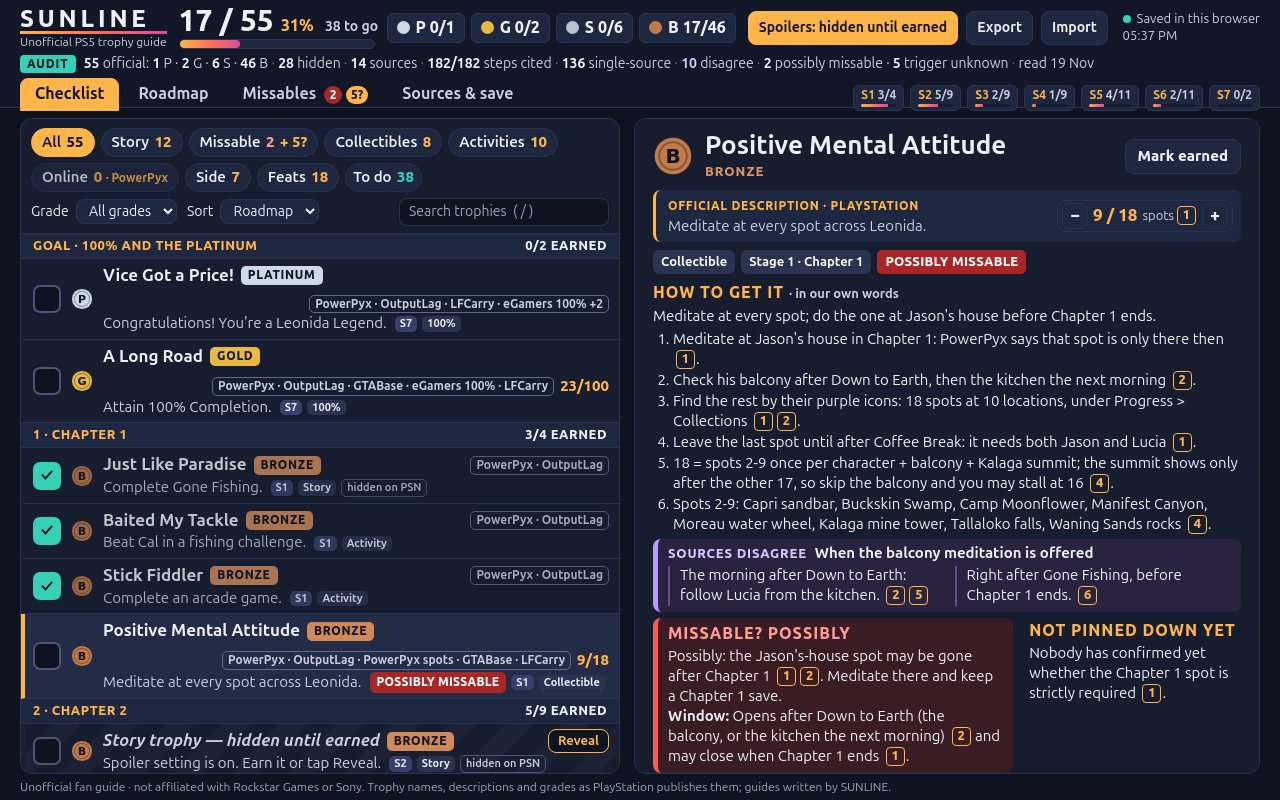 SUNLINE
Unofficial PS5 trophy guide
17 / 55 31% 38 to go
P 0/1
G 0/2
S 0/6
B 17/46
Spoilers: hidden until earned
Export
Import
Saved in this browser
05:37 PM
AUDIT 55 official: 1 P · 2 G · 6 S · 46 B · 28 hidden · 14 sources · 182/182 steps cited · 136 single-source · 10 disagree · 2 possibly missable · 5 trigger unknown · read 19 Nov
Checklist
Roadmap
Missables 2 5?
Sources & save
S1 3/4
S2 5/9
S3 2/9
S4 1/9
S5 4/11
S6 2/11
S7 0/2
All 55
Story 12
Missable 2 + 5?
Collectibles 8
Activities 10
Online 0 · PowerPyx
Side 7
Feats 18
To do 38
Grade All grades Sort Roadmap Search trophies (/)
GOAL · 100% AND THE PLATINUM 0/2 EARNED
P Vice Got a Price! PLATINUM
PowerPyx · OutputLag · LFCarry · eGamers 100% +2
Congratulations! You're a Leonida Legend. S7 100%
G A Long Road GOLD
PowerPyx · OutputLag · GTABase · eGamers 100% · LFCarry 23/100
Attain 100% Completion. S7 100%
1 · CHAPTER 1 3/4 EARNED
B Just Like Paradise BRONZE PowerPyx · OutputLag
Complete Gone Fishing. S1 Story hidden on PSN
B Baited My Tackle BRONZE PowerPyx · OutputLag
Beat Cal in a fishing challenge. S1 Activity
B Stick Fiddler BRONZE PowerPyx · OutputLag
Complete an arcade game. S1 Activity
B Positive Mental Attitude BRONZE
PowerPyx · OutputLag · PowerPyx spots · GTABase · LFCarry 9/18
Meditate at every spot across Leonida. POSSIBLY MISSABLE S1 Collectible
2 · CHAPTER 2 5/9 EARNED
B Story trophy — hidden until earned BRONZE Reveal
Spoiler setting is on. Earn it or tap Reveal. S2 Story hidden on PSN
B Positive Mental Attitude
BRONZE
Mark earned
OFFICIAL DESCRIPTION · PLAYSTATION
Meditate at every spot across Leonida.
− 9 / 18 spots 1 +
Collectible
Stage 1 · Chapter 1
POSSIBLY MISSABLE
HOW TO GET IT · in our own words
Meditate at every spot; do the one at Jason's house before Chapter 1 ends.
1. Meditate at Jason's house in Chapter 1: PowerPyx says that spot is only there then
1.
2. Check his balcony after Down to Earth, then the kitchen the next morning 2.
3. Find the rest by their purple icons: 18 spots at 10 locations, under Progress >
Collections 1 2.
4. Leave the last spot until after Coffee Break: it needs both Jason and Lucia 1.
5. 18 = spots 2-9 once per character + balcony + Kalaga summit; the summit shows only
after the other 17, so skip the balcony and you may stall at 16 4.
6. Spots 2-9: Capri sandbar, Buckskin Swamp, Camp Moonflower, Manifest Canyon,
Moreau water wheel, Kalaga mine tower, Tallaloko falls, Waning Sands rocks 4.
SOURCES DISAGREE When the balcony meditation is offered
The morning after Down to Earth:
follow Lucia from the kitchen. 2 5
Right after Gone Fishing, before
Chapter 1 ends. 6
MISSABLE? POSSIBLY
Possibly: the Jason's-house spot may be gone
after Chapter 1 1 2. Meditate there and keep
a Chapter 1 save.
Window: Opens after Down to Earth (the
balcony, or the kitchen the next morning) 2 and
may close when Chapter 1 ends 1.
NOT PINNED DOWN YET
Nobody has confirmed yet
whether the Chapter 1 spot is
strictly required 1.
Unofficial fan guide · not affiliated with Rockstar Games or Sony. Trophy names, descriptions and grades as PlayStation publishes them; guides written by SUNLINE.